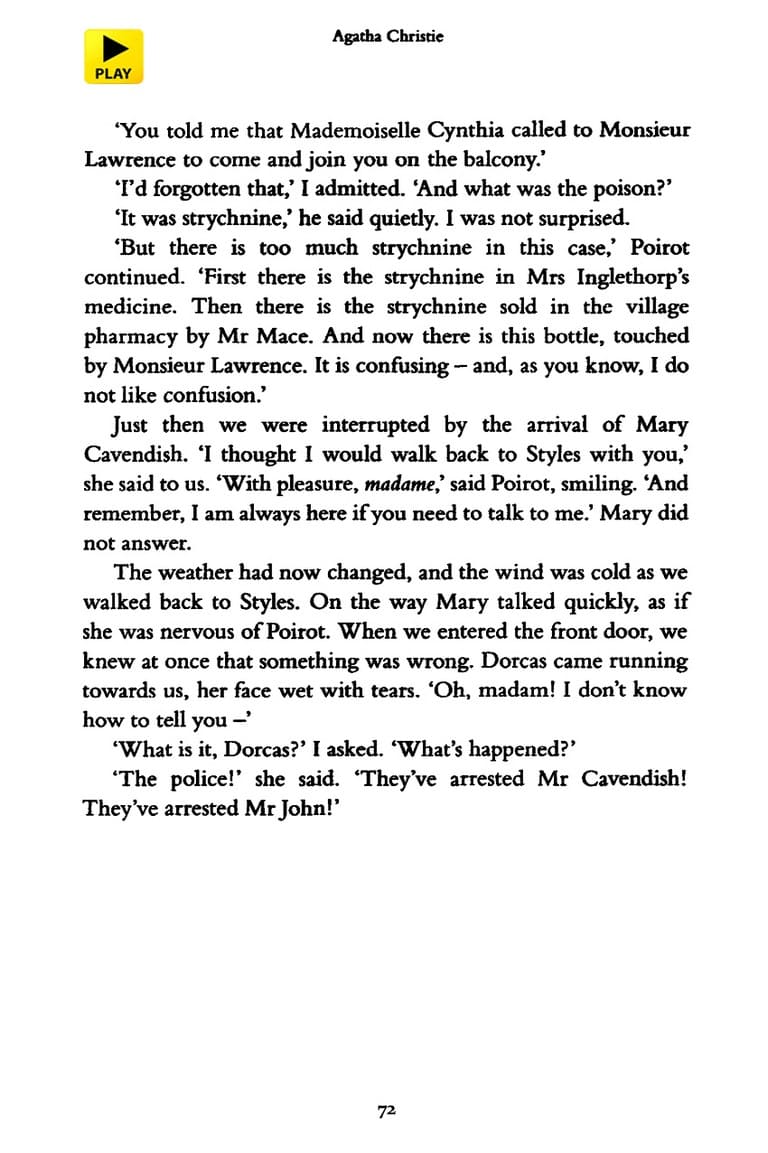 Agatha Christie
PLAY
‘You told me that Mademoiselle Cynthia called to Monsieur
Lawrence to come and join you on the balcony.’
‘I’d forgotten that,’ I admitted. ‘And what was the poison?’
‘It was strychnine,’ he said quietly. I was not surprised.
‘But there is too much strychnine in this case,’ Poirot
continued. ‘First there is the strychnine in Mrs Inglethorp’s
medicine. Then there is the strychnine sold in the village
pharmacy by Mr Mace. And now there is this bottle, touched
by Monsieur Lawrence. It is confusing – and, as you know, I do
not like confusion.’
Just then we were interrupted by the arrival of Mary
Cavendish. ‘I thought I would walk back to Styles with you,’
she said to us. ‘With pleasure, madame,’ said Poirot, smiling. ‘And
remember, I am always here if you need to talk to me.’ Mary did
not answer.
The weather had now changed, and the wind was cold as we
walked back to Styles. On the way Mary talked quickly, as if
she was nervous of Poirot. When we entered the front door, we
knew at once that something was wrong. Dorcas came running
towards us, her face wet with tears. ‘Oh, madam! I don’t know
how to tell you –’
‘What is it, Dorcas?’ I asked. ‘What’s happened?’
‘The police!’ she said. ‘They’ve arrested Mr Cavendish!
They’ve arrested Mr John!’
72